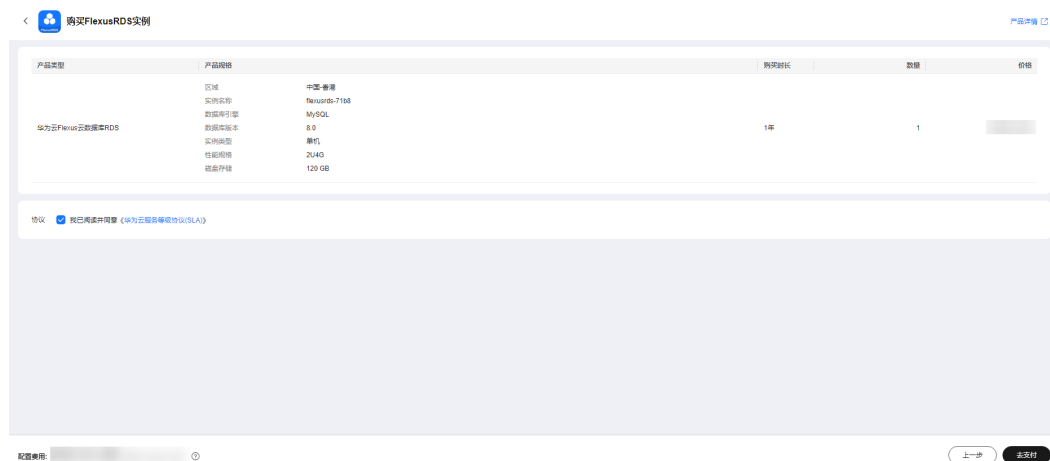 购买FlexusRDS实例
产品详情
产品类型 产品规格 购买时长 数量 价格
区域 中国-香港
实例名称 flexusrds-71b8
数据库引擎 MySQL
华为云Flexus云数据库RDS 数据库版本 8.0 1年 1
实例类型 单机
性能规格 2U4G
磁盘存储 120 GB
协议 我已阅读并同意《华为云服务等级协议(SLA)》
配置费用:
上一步 去支付